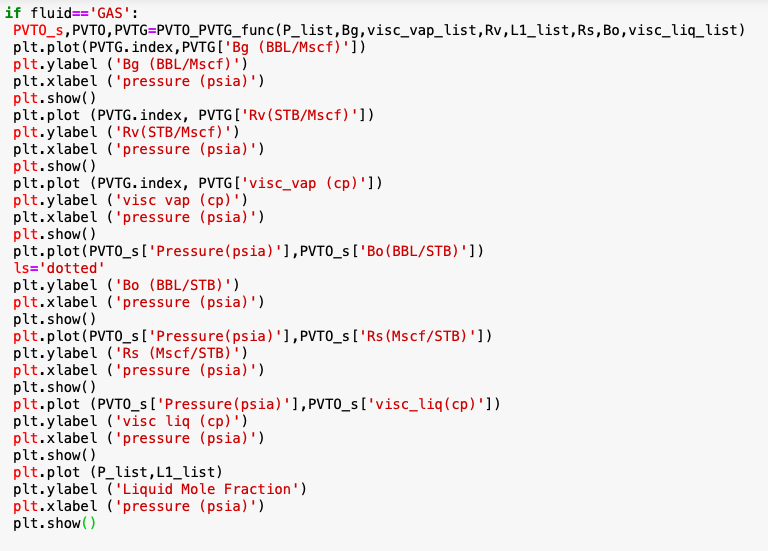 if fluid=='GAS':
PVTO_s,PVTO,PVTG=PVTO_PVTG_func(P_list,Bg,visc_vap_list,Rv,L1_list,Rs,Bo,visc_liq_list)
plt.plot(PVTG.index,PVTG['Bg (BBL/Mscf)'])
plt.ylabel ('Bg (BBL/Mscf)')
plt.xlabel ('pressure (psia)')
plt.show()
plt.plot (PVTG.index, PVTG['Rv(STB/Mscf)'])
plt.ylabel ('Rv(STB/Mscf)')
plt.xlabel ('pressure (psia)')
plt.show()
plt.plot (PVTG.index, PVTG['visc_vap (cp)'])
plt.ylabel ('visc vap (cp)')
plt.xlabel ('pressure (psia)')
plt.show()
plt.plot(PVTO_s['Pressure(psia)'],PVTO_s['Bo(BBL/STB)'])
ls='dotted'
plt.ylabel ('Bo (BBL/STB)')
plt.xlabel ('pressure (psia)')
plt.show()
plt.plot(PVTO_s['Pressure(psia)'],PVTO_s['Rs(Mscf/STB)'])
plt.ylabel ('Rs (Mscf/STB)')
plt.xlabel ('pressure (psia)')
plt.show()
plt.plot (PVTO_s['Pressure(psia)'],PVTO_s['visc_liq(cp)'])
plt.ylabel ('visc liq (cp)')
plt.xlabel ('pressure (psia)')
plt.show()
plt.plot (P_list,L1_list)
plt.ylabel ('Liquid Mole Fraction')
plt.xlabel ('pressure (psia)')
plt.show()